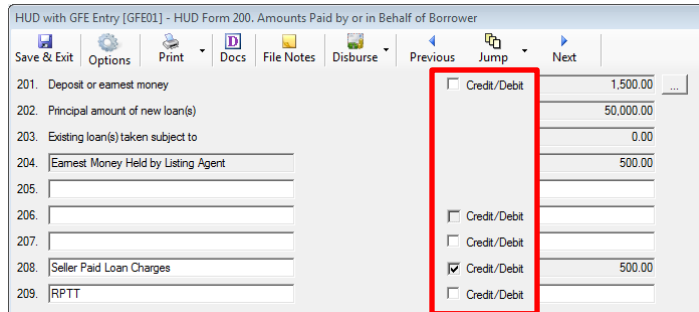 HUD with GFE Entry [GFE01] - HUD Form 200. Amounts Paid by or in Behalf of Borrower
Save & Exit Options Print Docs File Notes Disburse Previous Jump Next
201. Deposit or earnest money Credit/Debit 1,500.00 ...
202. Principal amount of new loan(s) 50,000.00
203. Existing loan(s) taken subject to 0.00
204. Earnest Money Held by Listing Agent 500.00
205.
206. Credit/Debit
207. Credit/Debit
208. Seller Paid Loan Charges Credit/Debit 500.00
209. RPTT Credit/Debit